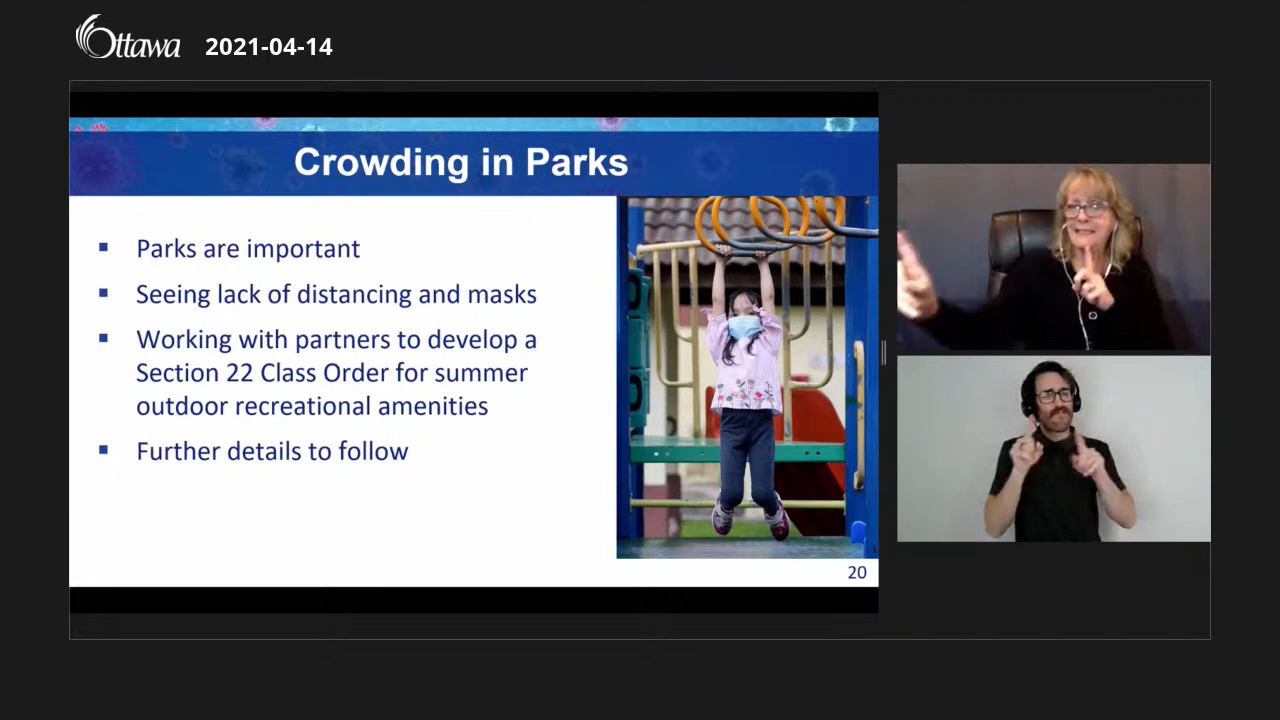 Ottawa 2021-04-14
Crowding in Parks
▪ Parks are important
▪ Seeing lack of distancing and masks
▪ Working with partners to develop a
Section 22 Class Order for summer
outdoor recreational amenities
▪ Further details to follow
20